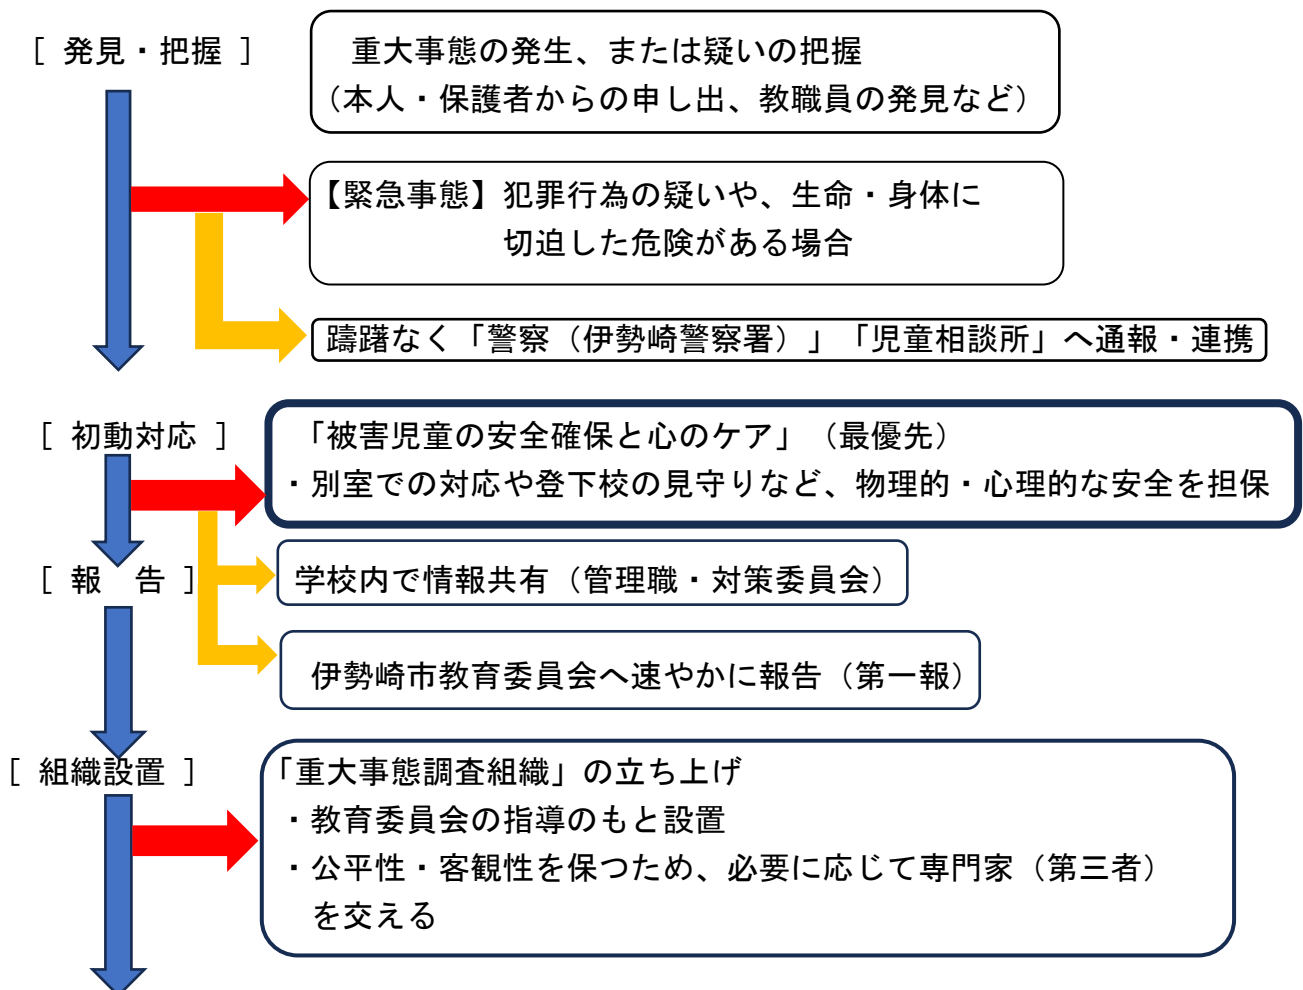 [ 発見・把握 ]
重大事態の発生、または疑いの把握
（本人・保護者からの申し出、教職員の発見など）
【緊急事態】犯罪行為の疑いや、生命・身体に
切迫した危険がある場合
躊躇なく「警察（伊勢崎警察署）」「児童相談所」へ通報・連携
[ 初動対応 ]
「被害児童の安全確保と心のケア」（最優先）
・別室での対応や登下校の見守りなど、物理的・心理的な安全を担保
[ 報　告 ]
学校内で情報共有（管理職・対策委員会）
伊勢崎市教育委員会へ速やかに報告（第一報）
[ 組織設置 ]
「重大事態調査組織」の立ち上げ
・教育委員会の指導のもと設置
・公平性・客観性を保つため、必要に応じて専門家（第三者）
を交える